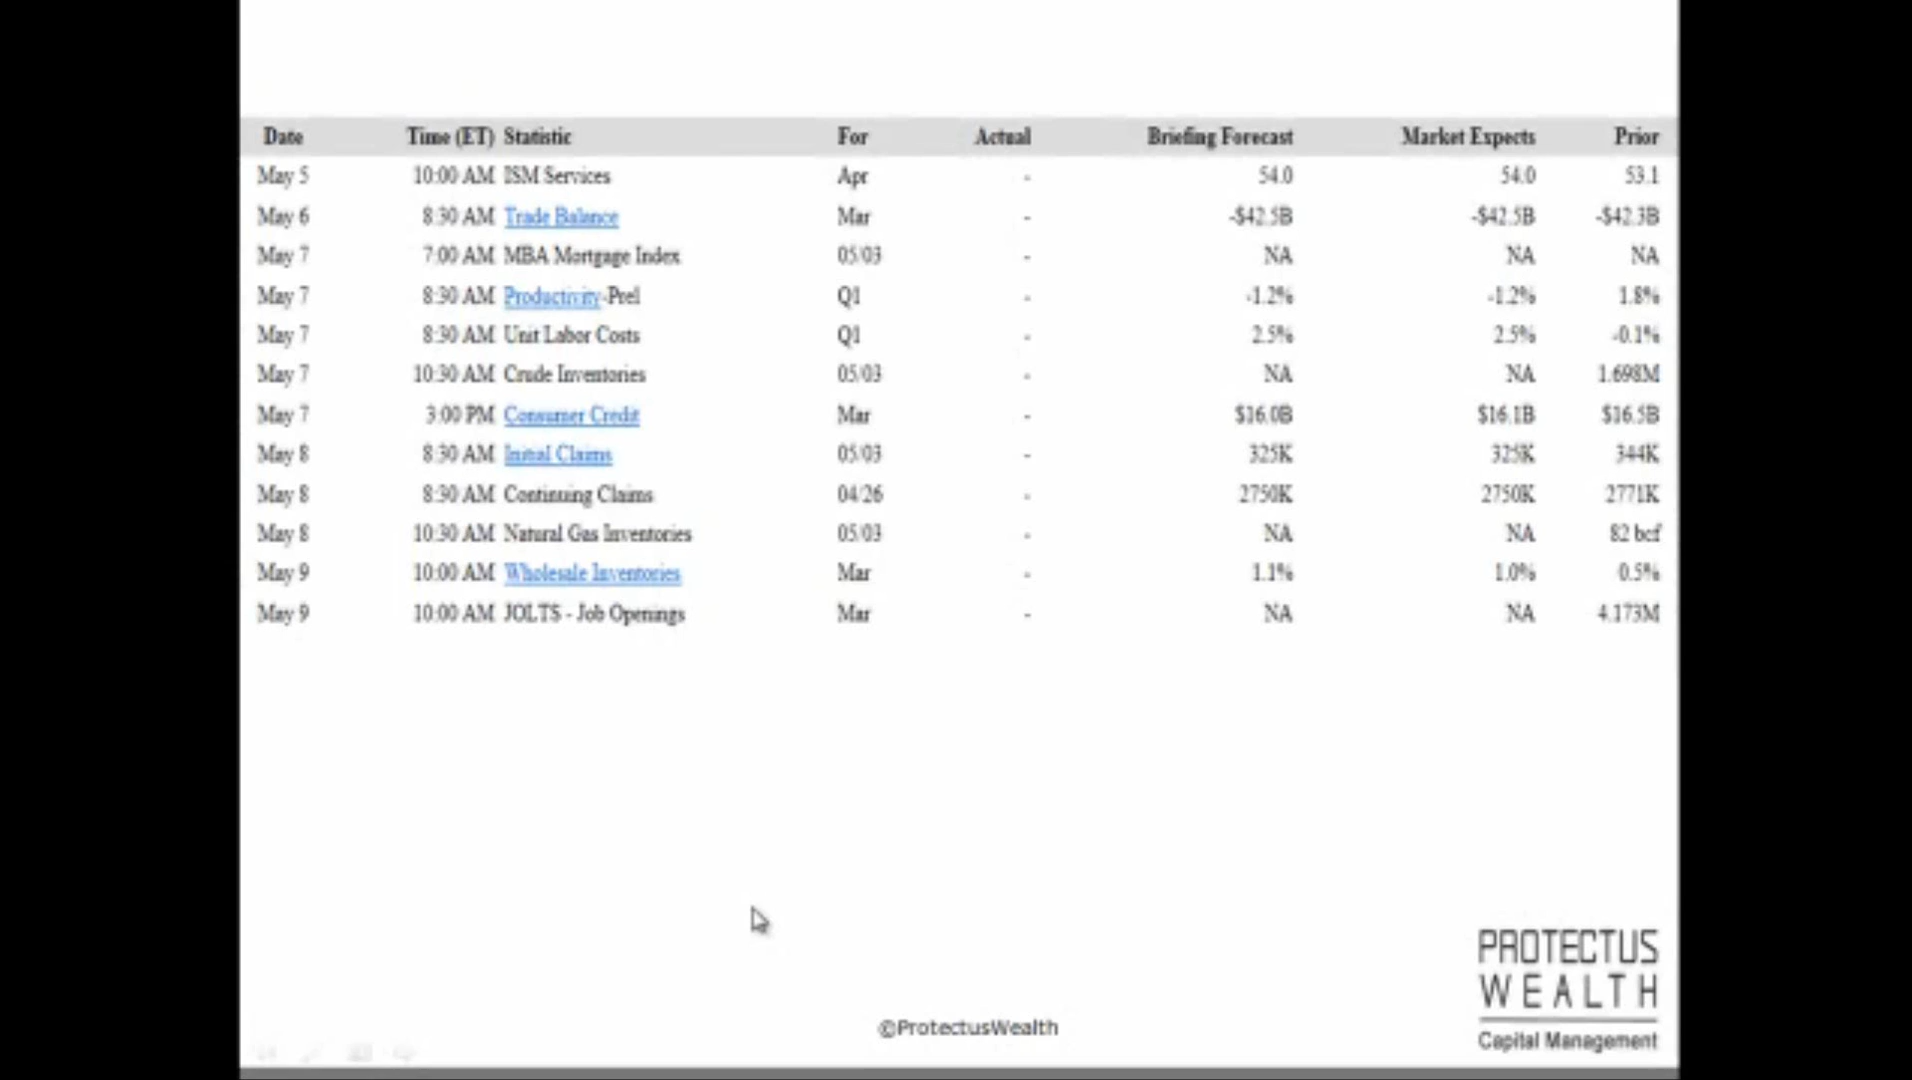 Date Time (ET) Statistic For Actual Briefing Forecast Market Expects Prior
May 5 10:00 AM ISM Services Apr - 54.0 54.0 53.1
May 6 8:30 AM Trade Balance Mar - -$42.5B -$42.5B -$42.3B
May 7 7:00 AM MBA Mortgage Index 05/03 - NA NA NA
May 7 8:30 AM Productivity-Prel Q1 - -1.2% -1.2% 1.8%
May 7 8:30 AM Unit Labor Costs Q1 - 2.5% 2.5% -0.1%
May 7 10:30 AM Crude Inventories 05/03 - NA NA 1.698M
May 7 3:00 PM Consumer Credit Mar - $16.0B $16.1B $16.5B
May 8 8:30 AM Initial Claims 05/03 - 325K 325K 344K
May 8 8:30 AM Continuing Claims 04/26 - 2750K 2750K 2771K
May 8 10:30 AM Natural Gas Inventories 05/03 - NA NA 82 bcf
May 9 10:00 AM Wholesale Inventories Mar - 1.1% 1.0% 0.5%
May 9 10:00 AM JOLTS - Job Openings Mar - NA NA 4.173M
PROTECTUS
WEALTH
Capital Management
©ProtectusWealth